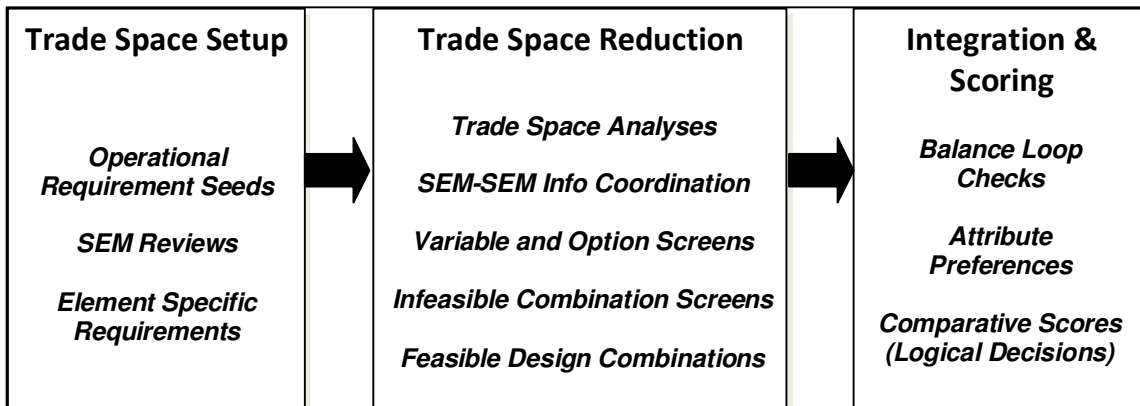 Trade Space Setup
Operational
Requirement Seeds
SEM Reviews
Element Specific
Requirements
Trade Space Reduction
Trade Space Analyses
SEM-SEM Info Coordination
Variable and Option Screens
Infeasible Combination Screens
Feasible Design Combinations
Integration &
Scoring
Balance Loop
Checks
Attribute
Preferences
Comparative Scores
(Logical Decisions)